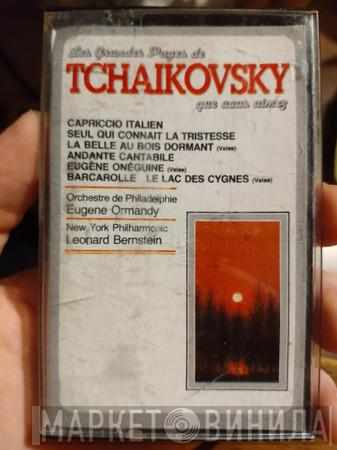 Les Grandes Pages de
TCHAIKOVSKY
que vous aimez
CAPRICCIO ITALIEN
SEUL QUI CONNAIT LA TRISTESSE
LA BELLE AU BOIS DORMANT (Valse)
ANDANTE CANTABILE
EUGÈNE ONÉGUINE (Valse)
BARCAROLLE LE LAC DES CYGNES (Valse)
Orchestre de Philadelphie
Eugene Ormandy
New York Philharmonic
Leonard Bernstein
МАРКЕТ ВИНИЛА